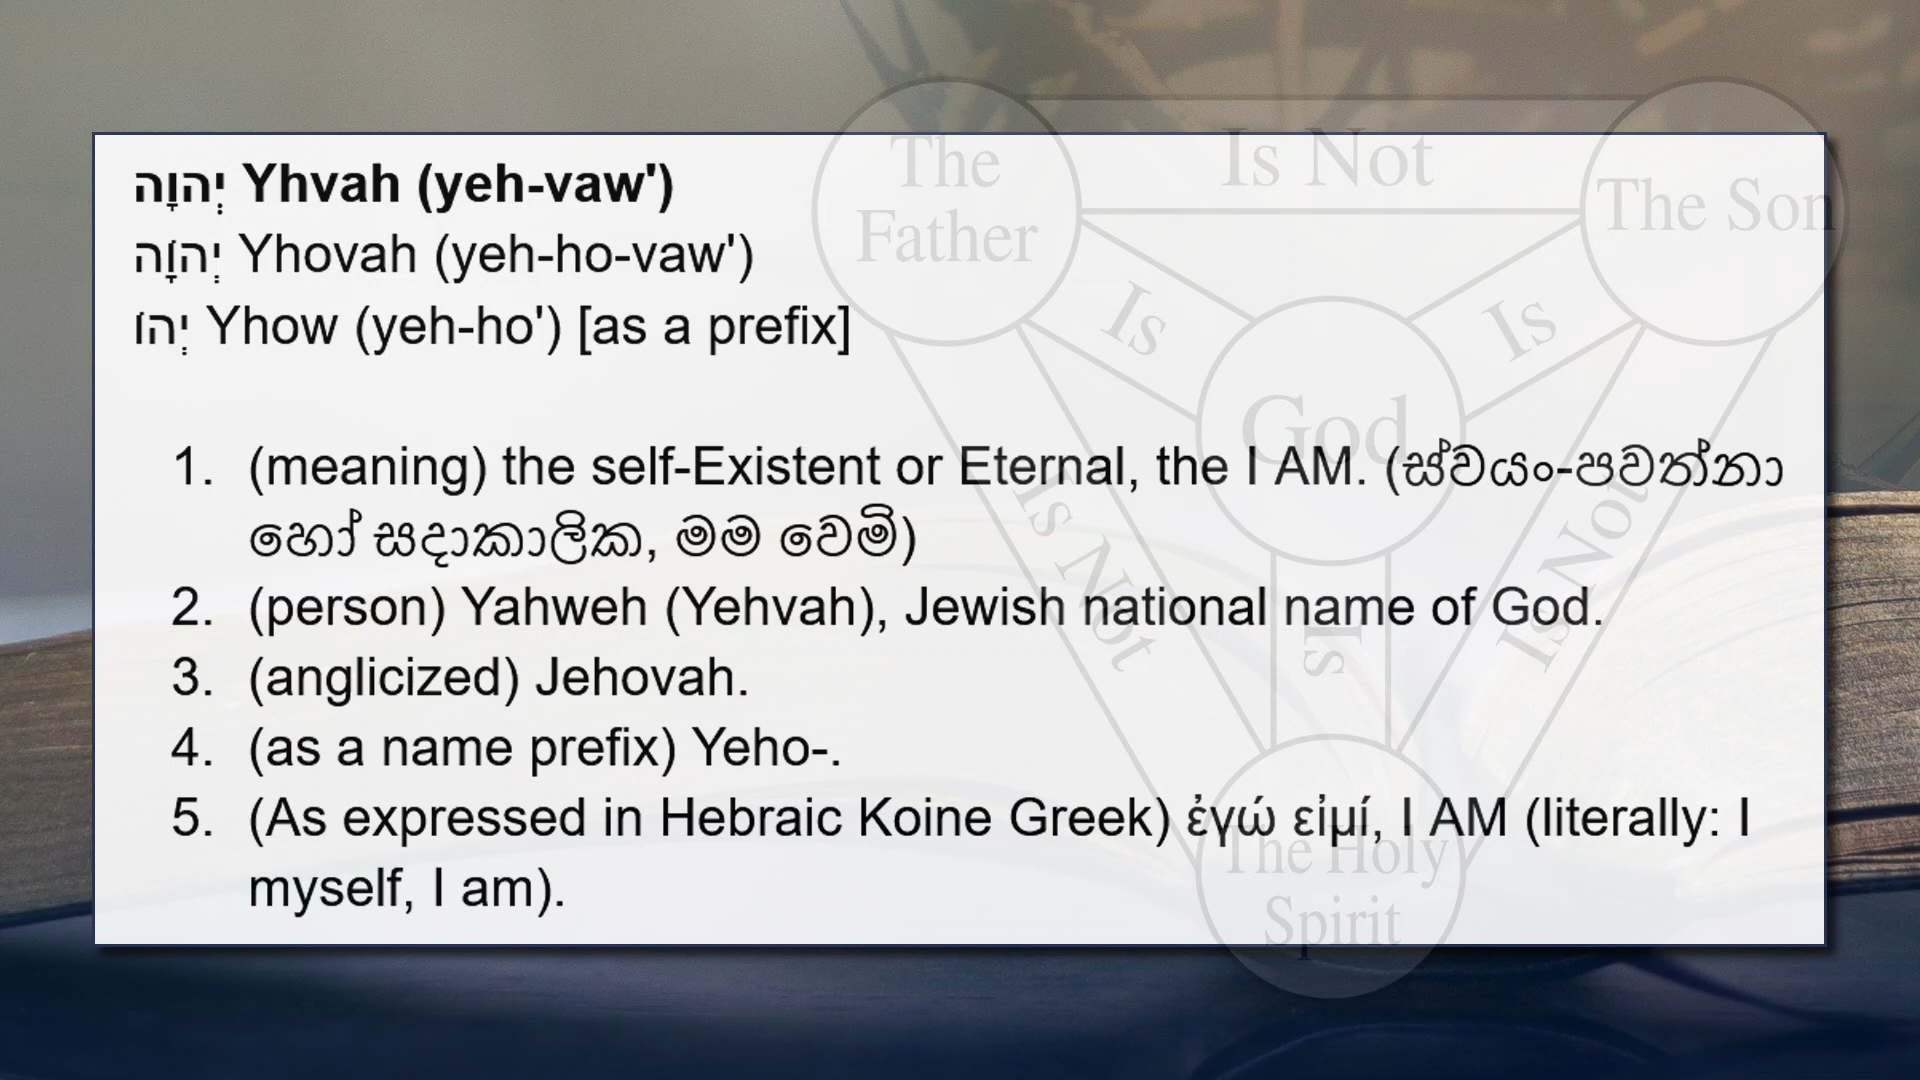 יְהוָה Yhvah (yeh-vaw')
יְהוָֹה Yhovah (yeh-ho-vaw')
יְהוֹ Yhow (yeh-ho') [as a prefix]
1. (meaning) the self-Existent or Eternal, the I AM. (ස්වයං-පවත්නා
හෝ සදාකාලික, මම වෙමි)
2. (person) Yahweh (Yehvah), Jewish national name of God.
3. (anglicized) Jehovah.
4. (as a name prefix) Yeho-.
5. (As expressed in Hebraic Koine Greek) ἐγώ εἰμί, I AM (literally: I
myself, I am).
The
Father
Is Not
The Son
Is
Is
God
Is Not
Is
Is Not
The Holy
Spirit